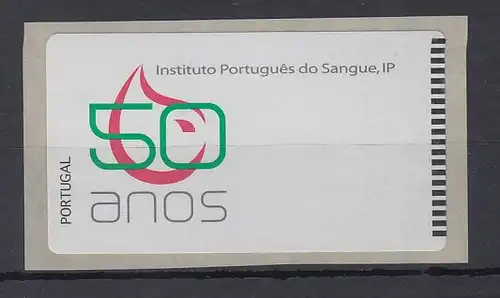 Instituto Português do Sangue, IP
50
anos
PORTUGAL